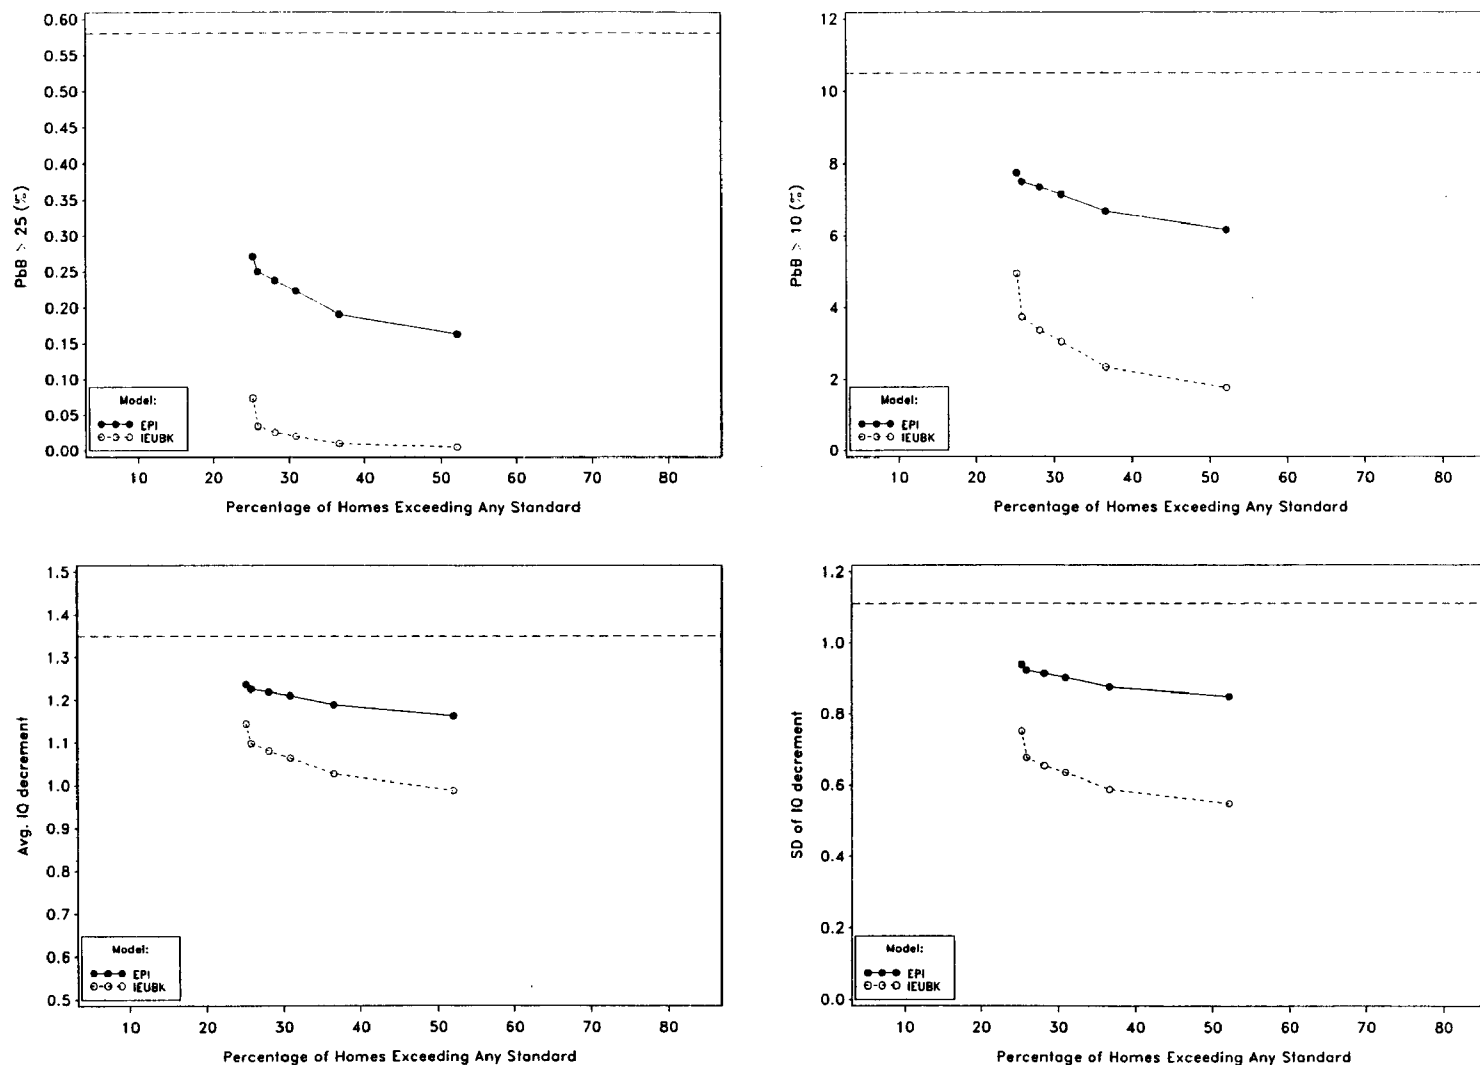 0.60
0.55
0.50
0.45
0.40
0.35
0.30
0.25
0.20
0.15
0.10
0.05
0.00
PbB > 25 (%)
Model:
EPI
IEUBK
10 20 30 40 50 60 70 80
Percentage of Homes Exceeding Any Standard
12
10
8
6
4
2
0
PbB > 10 (%)
Model:
EPI
IEUBK
10 20 30 40 50 60 70 80
Percentage of Homes Exceeding Any Standard
1.5
1.4
1.3
1.2
1.1
1.0
0.9
0.8
0.7
0.6
0.5
Avg. IQ decrement
Model:
EPI
IEUBK
10 20 30 40 50 60 70 80
Percentage of Homes Exceeding Any Standard
1.2
1.0
0.8
0.6
0.4
0.2
0.0
SD of IQ decrement
Model:
EPI
IEUBK
10 20 30 40 50 60 70 80
Percentage of Homes Exceeding Any Standard